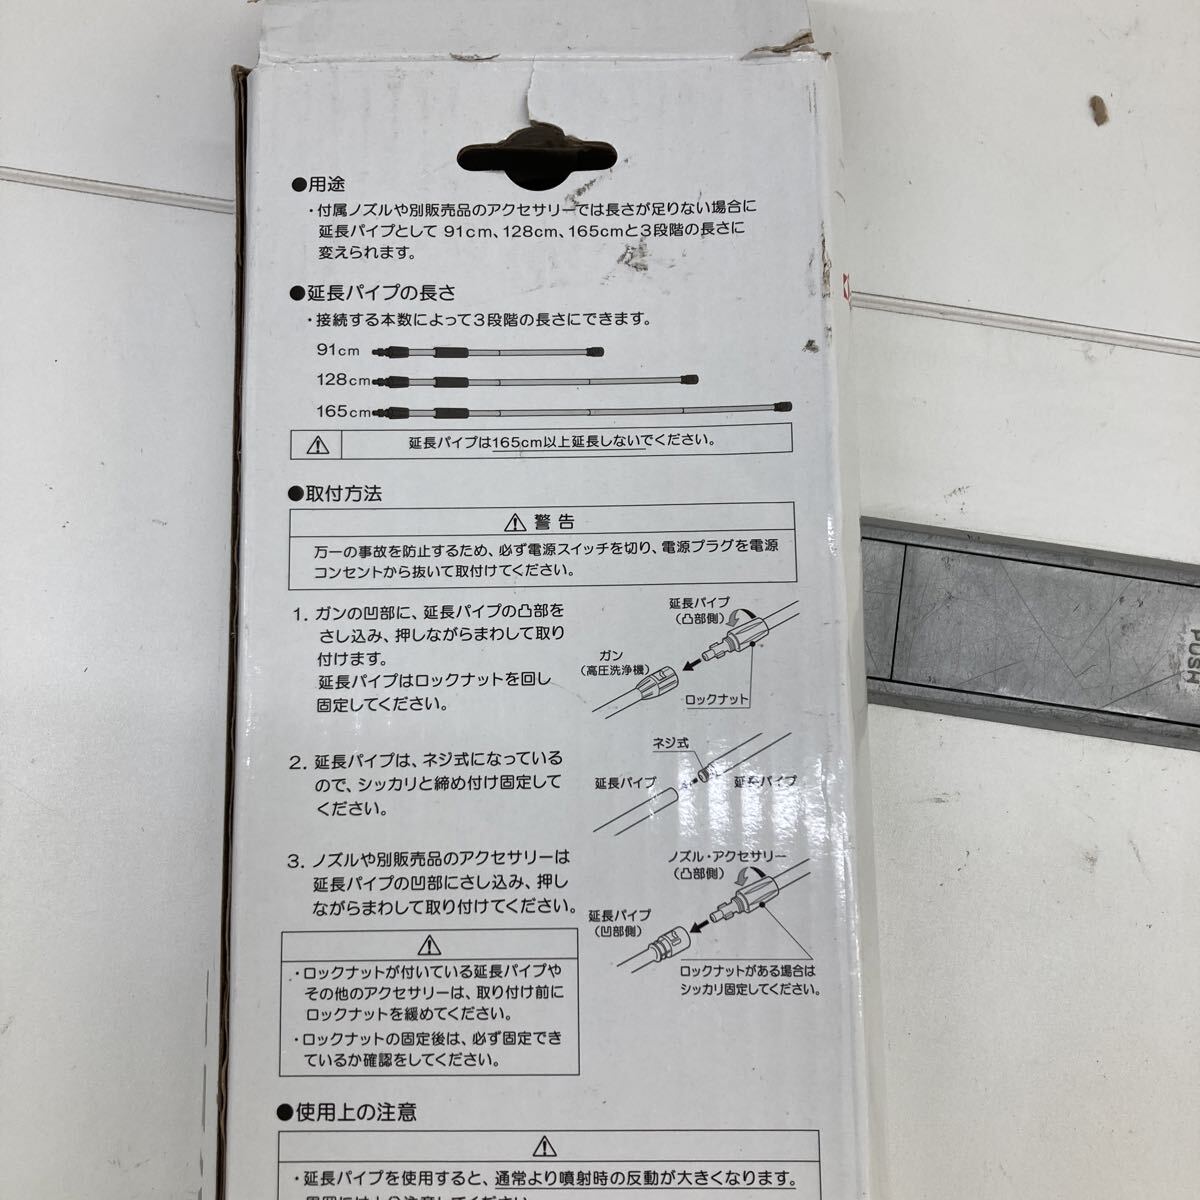 ●用途
・付属ノズルや別販売品のアクセサリーでは長さが足りない場合に
延長パイプとして 91cm、128cm、165cmと3段階の長さに
変えられます。
●延長パイプの長さ
・接続する本数によって3段階の長さにできます。
91cm
128cm
165cm
延長パイプは165cm以上延長しないでください。
●取付方法
警告
万一の事故を防止するため、必ず電源スイッチを切り、電源プラグを電源
コンセントから抜いて取付けてください。
1. ガンの凹部に、延長パイプの凸部を
さし込み、押しながらまわして取り
付けます。
延長パイプはロックナットを回し
固定してください。
延長パイプ
(凸部側)
ガン
(高圧洗浄機)
ロックナット
2. 延長パイプは、ネジ式になっている
ので、シッカリと締め付け固定して
ください。
ネジ式
延長パイプ
延長パイプ
3. ノズルや別販売品のアクセサリーは
延長パイプの凹部にさし込み、押し
ながらまわして取り付けてください。
ノズル・アクセサリー
(凸部側)
延長パイプ
(凹部側)
ロックナットがある場合は
シッカリ固定してください。
・ロックナットが付いている延長パイプや
その他のアクセサリーは、取り付け前に
ロックナットを緩めてください。
・ロックナットの固定後は、必ず固定でき
ているか確認をしてください。
●使用上の注意
・延長パイプを使用すると、通常より噴射時の反動が大きくなります。
PUSH